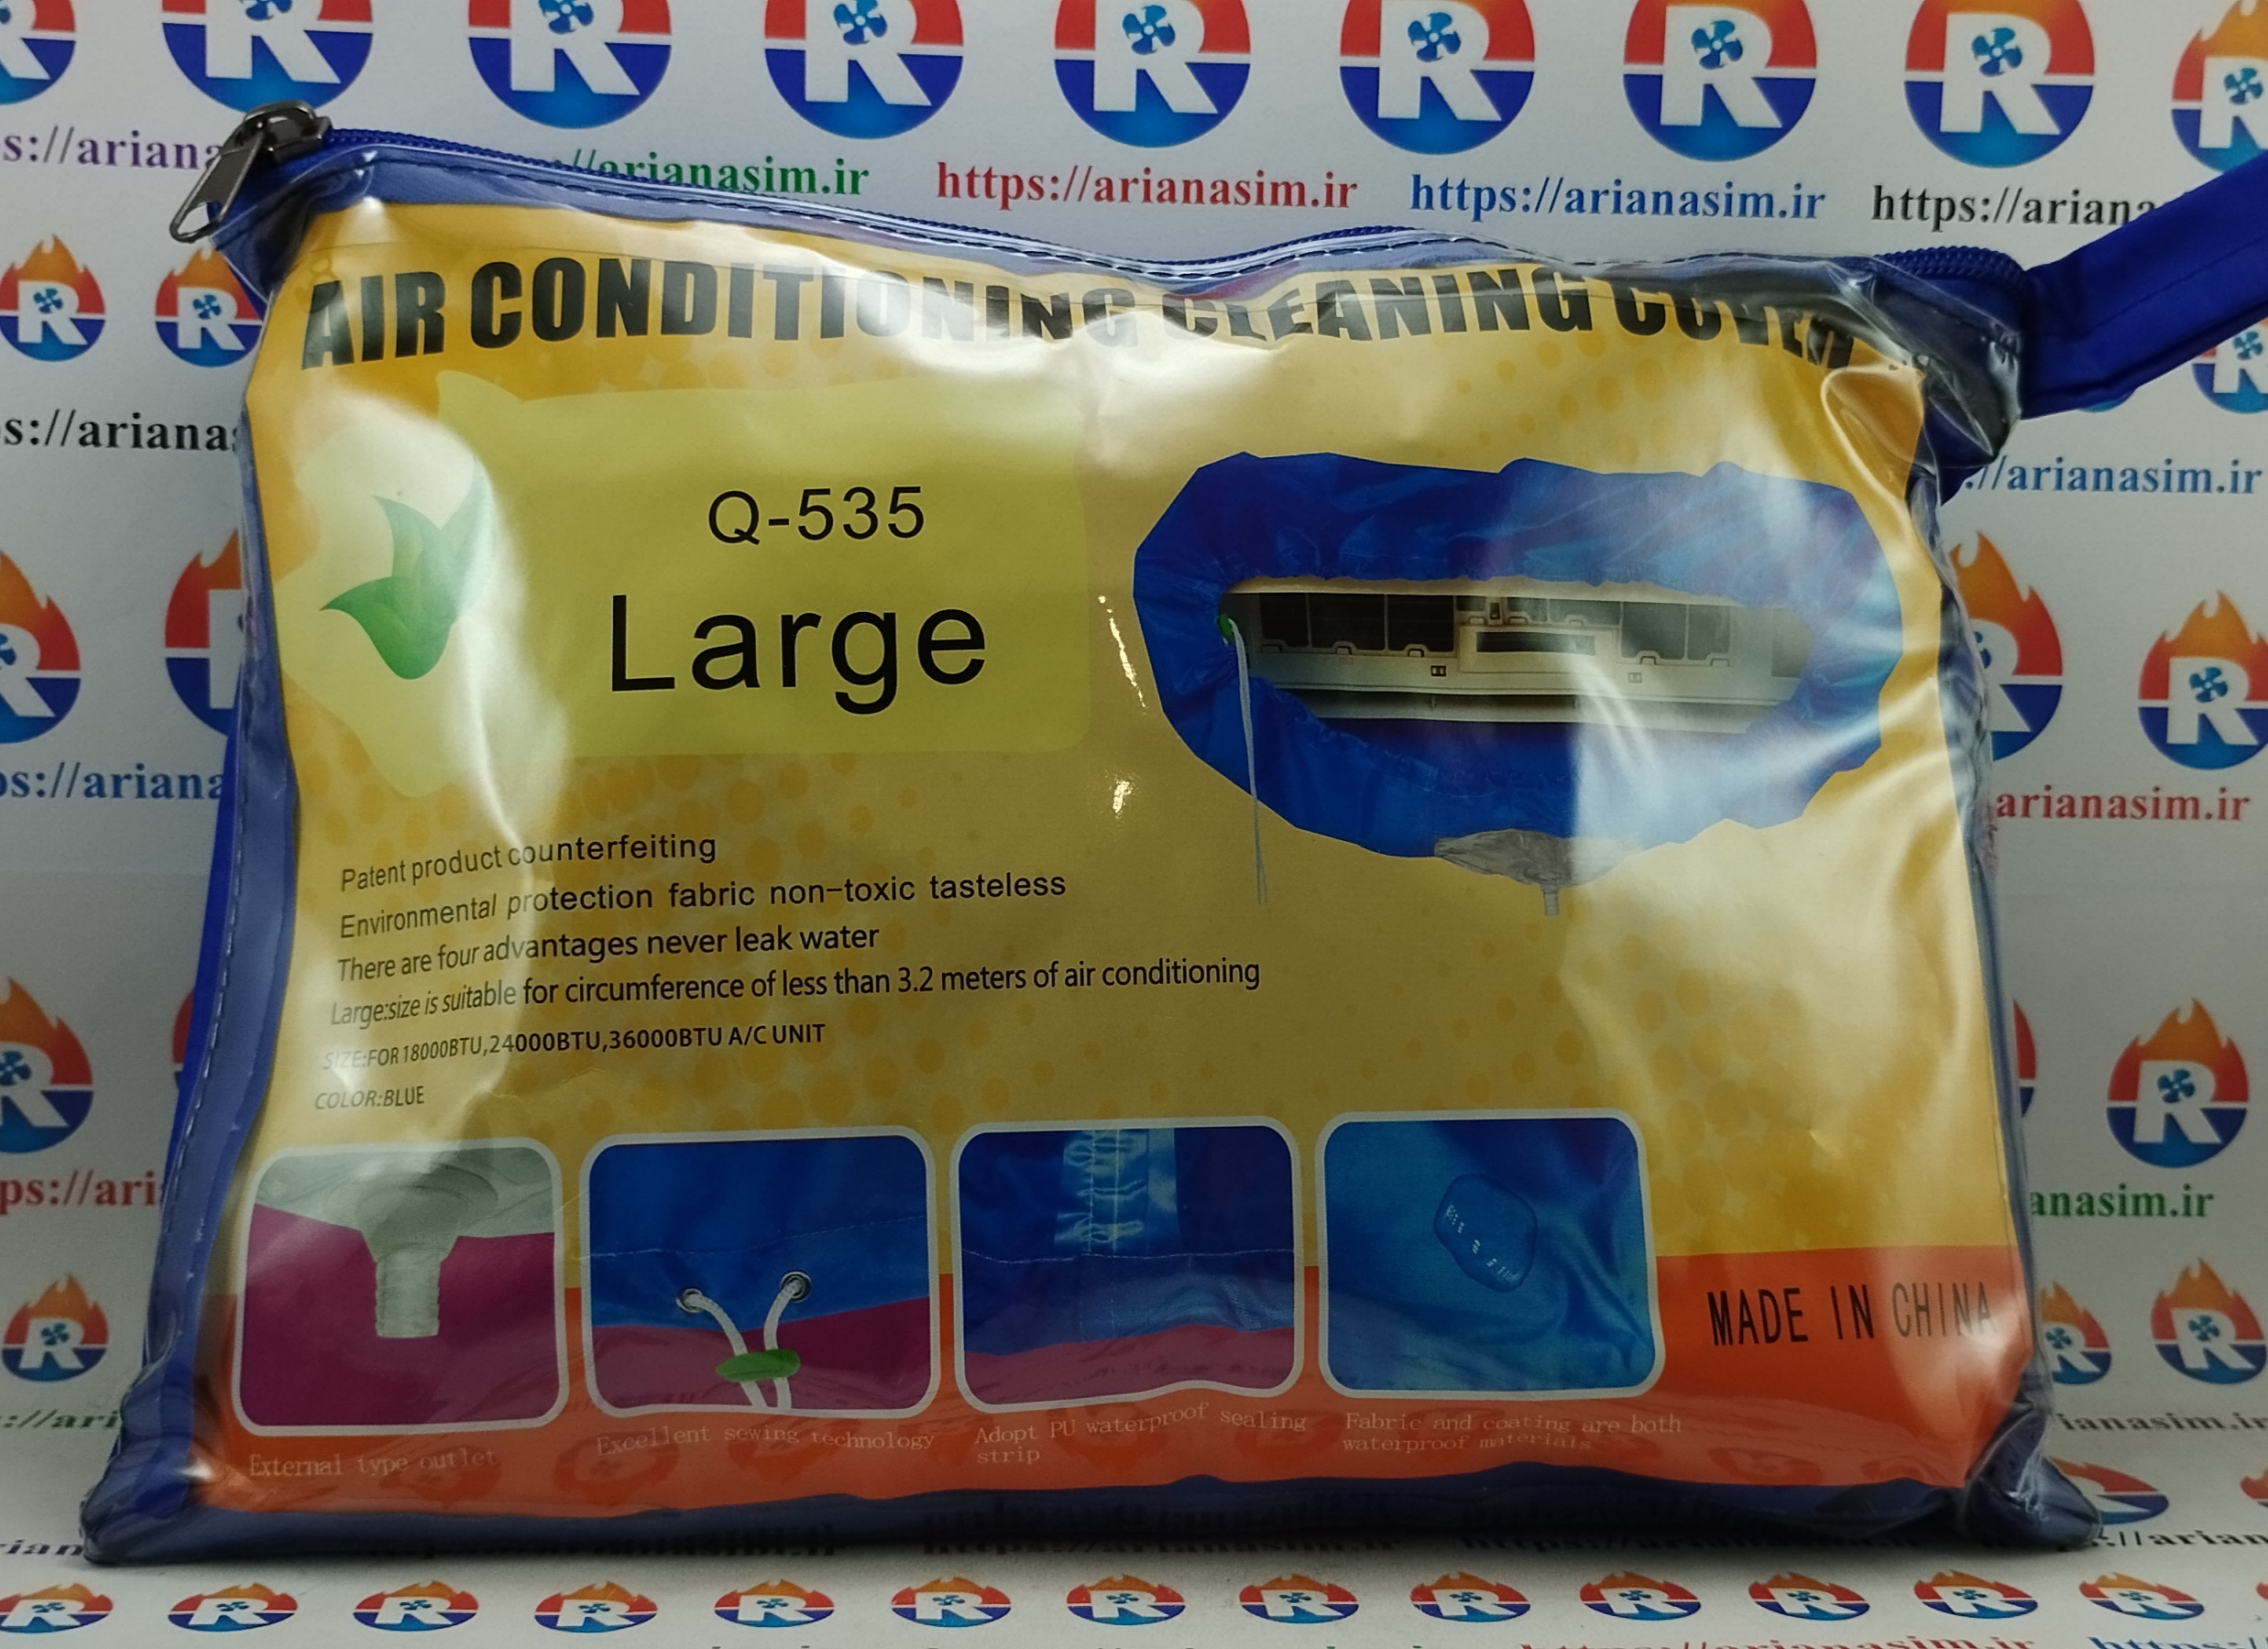 https://arianasim.ir
https://arianasim.ir
AIR CONDITIONING CLEANING COVER
Q-535
Large
Patent product counterfeiting
Environmental protection fabric non-toxic tasteless
There are four advantages never leak water
Large:size is suitable for circumference of less than 3.2 meters of air conditioning
SIZE:FOR 18000BTU,24000BTU,36000BTU A/C UNIT
COLOR:BLUE
MADE IN CHINA
External type outlet
Excellent sewing technology
Adopt PU waterproof sealing
strip
Fabric and coating are both
waterproof materials